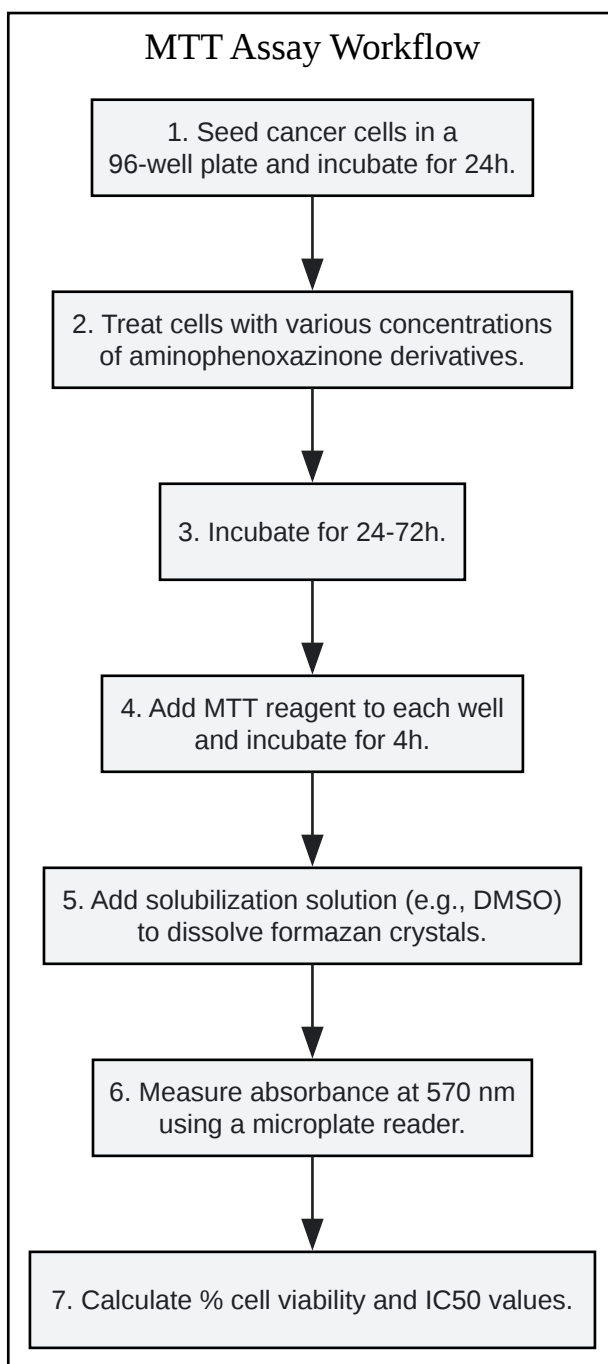 MTT Assay Workflow
1. Seed cancer cells in a
96-well plate and incubate for 24h.
2. Treat cells with various concentrations
of aminophenoxazinone derivatives.
3. Incubate for 24-72h.
4. Add MTT reagent to each well
and incubate for 4h.
5. Add solubilization solution (e.g., DMSO)
to dissolve formazan crystals.
6. Measure absorbance at 570 nm
using a microplate reader.
7. Calculate % cell viability and IC50 values.